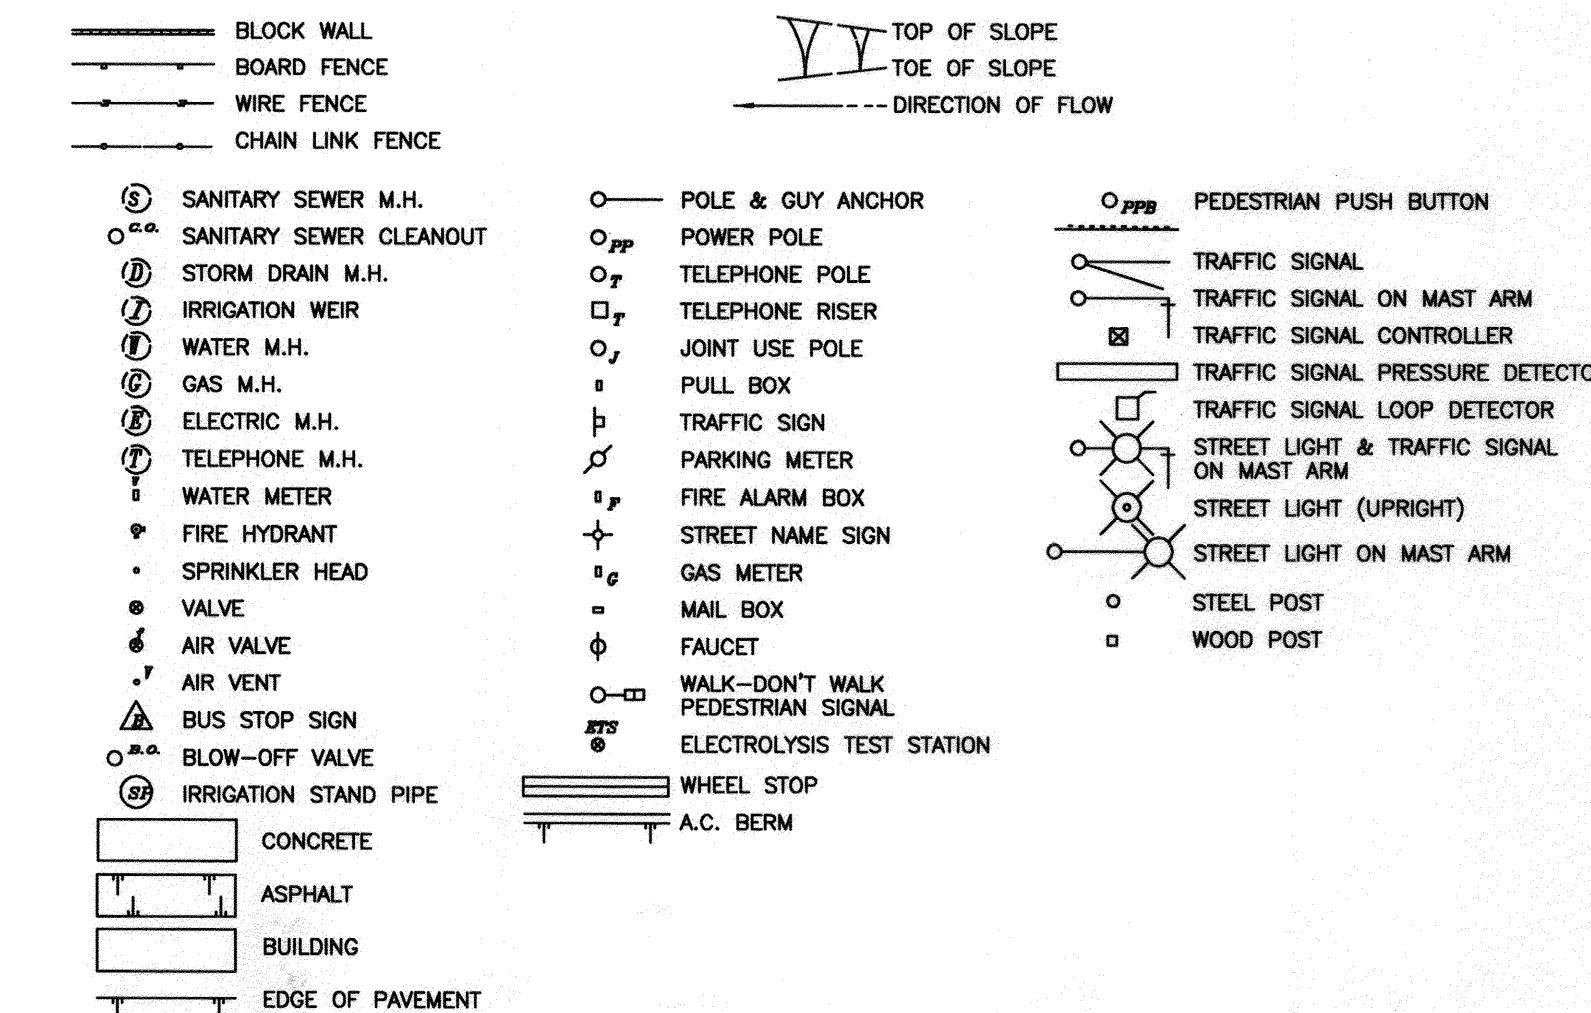 BLOCK WALL
BOARD FENCE
WIRE FENCE
CHAIN LINK FENCE
TOP OF SLOPE
TOE OF SLOPE
DIRECTION OF FLOW
S SANITARY SEWER M.H.
C.O. SANITARY SEWER CLEANOUT
D STORM DRAIN M.H.
I IRRIGATION WEIR
W WATER M.H.
G GAS M.H.
E ELECTRIC M.H.
T TELEPHONE M.H.
WATER METER
FIRE HYDRANT
SPRINKLER HEAD
VALVE
AIR VALVE
V AIR VENT
B BUS STOP SIGN
B.O. BLOW-OFF VALVE
SP IRRIGATION STAND PIPE
CONCRETE
ASPHALT
BUILDING
EDGE OF PAVEMENT
POLE & GUY ANCHOR
PP POWER POLE
T TELEPHONE POLE
T TELEPHONE RISER
J JOINT USE POLE
PULL BOX
TRAFFIC SIGN
PARKING METER
F FIRE ALARM BOX
STREET NAME SIGN
G GAS METER
MAIL BOX
FAUCET
WALK-DON'T WALK
PEDESTRIAN SIGNAL
ETS
ELECTROLYSIS TEST STATION
WHEEL STOP
A.C. BERM
PPB PEDESTRIAN PUSH BUTTON
TRAFFIC SIGNAL
TRAFFIC SIGNAL ON MAST ARM
TRAFFIC SIGNAL CONTROLLER
TRAFFIC SIGNAL PRESSURE DETECTO
TRAFFIC SIGNAL LOOP DETECTOR
STREET LIGHT & TRAFFIC SIGNAL
ON MAST ARM
STREET LIGHT (UPRIGHT)
STREET LIGHT ON MAST ARM
STEEL POST
WOOD POST